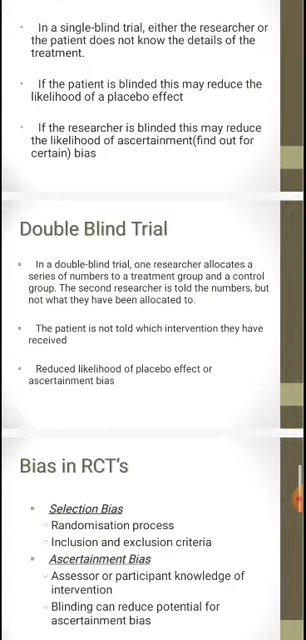 In a single-blind trial, either the researcher or
the patient does not know the details of the
treatment.
If the patient is blinded this may reduce the
likelihood of a placebo effect
If the researcher is blinded this may reduce
the likelihood of ascertainment(find out for
certain) bias
Double Blind Trial
In a double-blind trial, one researcher allocates a
series of numbers to a treatment group and a control
group. The second researcher is told the numbers, but
not what they have been allocated to.
The patient is not told which intervention they have
received
Reduced likelihood of placebo effect or
ascertainment bias
Bias in RCT's
Selection Bias
Randomisation process
Inclusion and exclusion criteria
Ascertainment Bias
Assessor or participant knowledge of
intervention
Blinding can reduce potential for
ascertainment bias